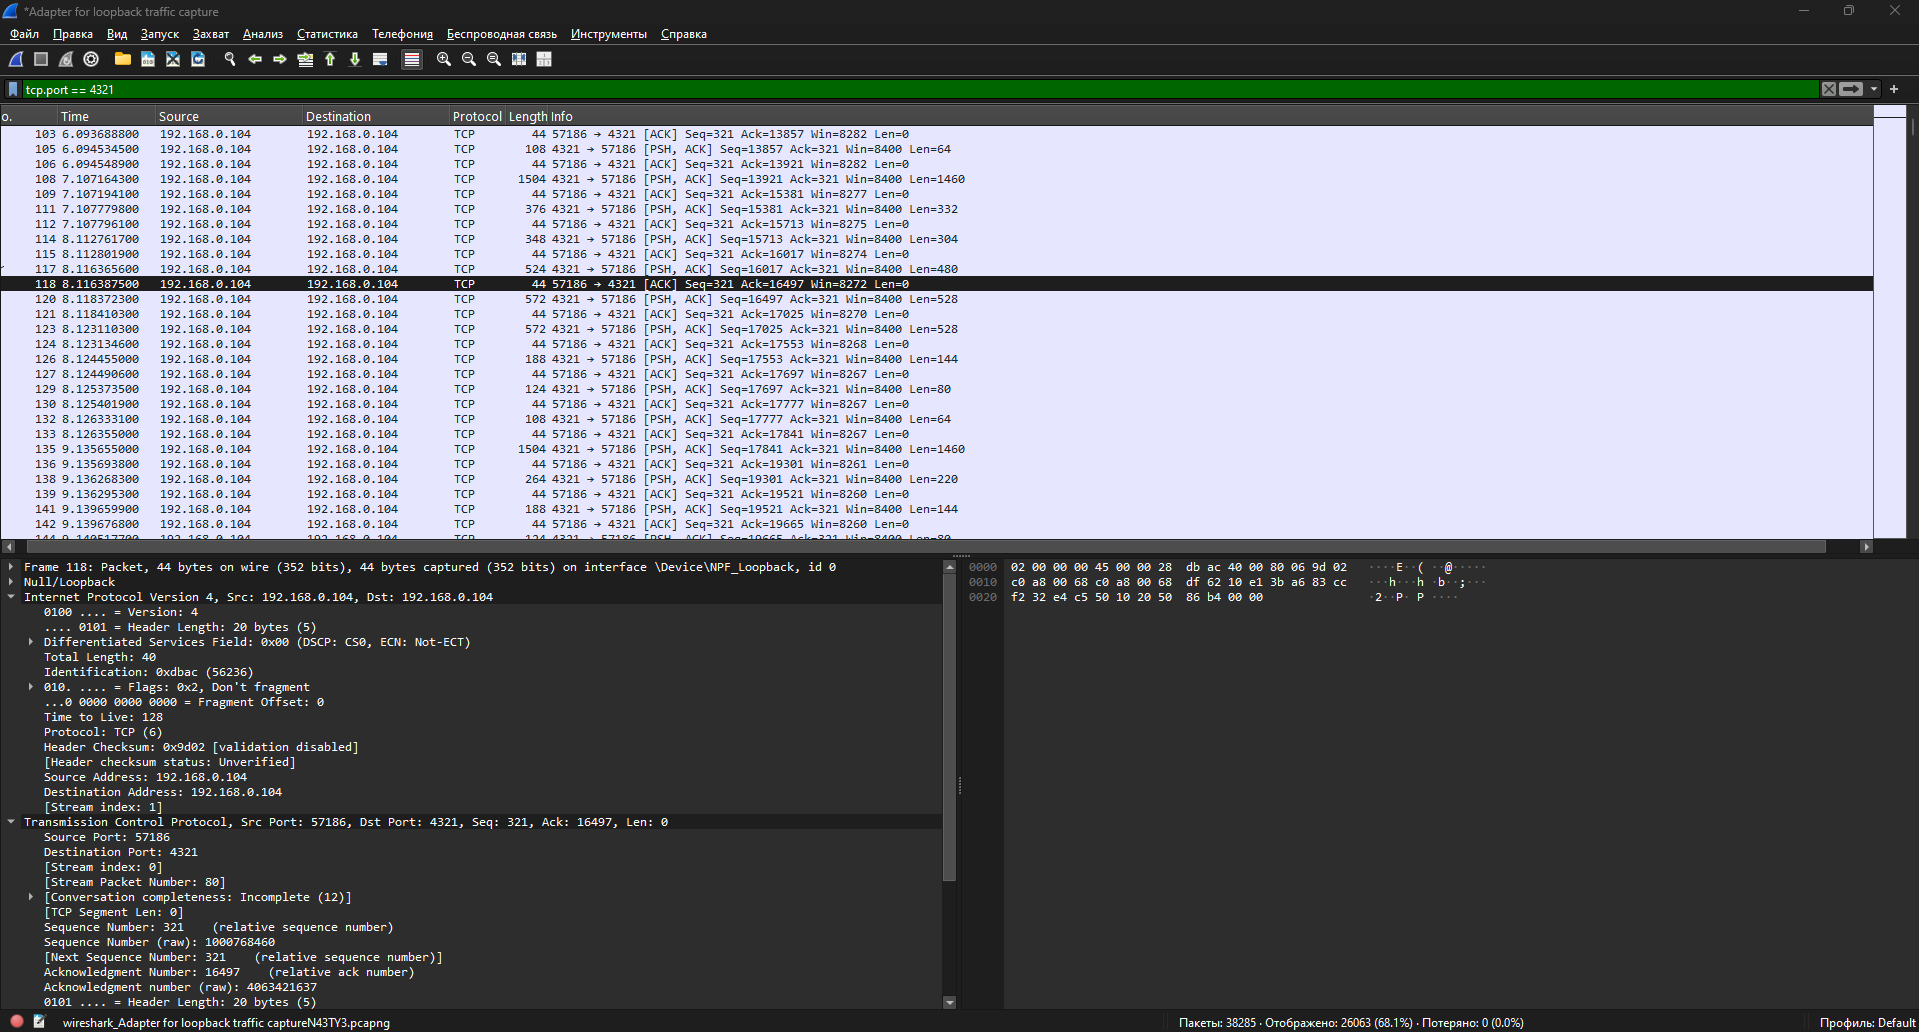 *Adapter for loopback traffic capture
Файл Правка Вид Запуск Захват Анализ Статистика Телефония Беспроводная связь Инструменты Справка
tcp.port == 4321
o. Time Source Destination Protocol Length Info
103 6.093688800 192.168.0.104 192.168.0.104 TCP 44 57186 → 4321 [ACK] Seq=321 Ack=13857 Win=8282 Len=0
105 6.094534500 192.168.0.104 192.168.0.104 TCP 108 4321 → 57186 [PSH, ACK] Seq=13857 Ack=321 Win=8400 Len=64
106 6.094548900 192.168.0.104 192.168.0.104 TCP 44 57186 → 4321 [ACK] Seq=321 Ack=13921 Win=8282 Len=0
108 7.107164300 192.168.0.104 192.168.0.104 TCP 1504 4321 → 57186 [PSH, ACK] Seq=13921 Ack=321 Win=8400 Len=1460
109 7.107194100 192.168.0.104 192.168.0.104 TCP 44 57186 → 4321 [ACK] Seq=321 Ack=15381 Win=8277 Len=0
111 7.107779800 192.168.0.104 192.168.0.104 TCP 376 4321 → 57186 [PSH, ACK] Seq=15381 Ack=321 Win=8400 Len=332
112 7.107796100 192.168.0.104 192.168.0.104 TCP 44 57186 → 4321 [ACK] Seq=321 Ack=15713 Win=8275 Len=0
114 8.112761700 192.168.0.104 192.168.0.104 TCP 348 4321 → 57186 [PSH, ACK] Seq=15713 Ack=321 Win=8400 Len=304
115 8.112801900 192.168.0.104 192.168.0.104 TCP 44 57186 → 4321 [ACK] Seq=321 Ack=16017 Win=8274 Len=0
117 8.116365600 192.168.0.104 192.168.0.104 TCP 524 4321 → 57186 [PSH, ACK] Seq=16017 Ack=321 Win=8400 Len=480
118 8.116387500 192.168.0.104 192.168.0.104 TCP 44 57186 → 4321 [ACK] Seq=321 Ack=16497 Win=8272 Len=0
120 8.118372300 192.168.0.104 192.168.0.104 TCP 572 4321 → 57186 [PSH, ACK] Seq=16497 Ack=321 Win=8400 Len=528
121 8.118410300 192.168.0.104 192.168.0.104 TCP 44 57186 → 4321 [ACK] Seq=321 Ack=17025 Win=8270 Len=0
123 8.123110300 192.168.0.104 192.168.0.104 TCP 572 4321 → 57186 [PSH, ACK] Seq=17025 Ack=321 Win=8400 Len=528
124 8.123134600 192.168.0.104 192.168.0.104 TCP 44 57186 → 4321 [ACK] Seq=321 Ack=17553 Win=8268 Len=0
126 8.124455000 192.168.0.104 192.168.0.104 TCP 188 4321 → 57186 [PSH, ACK] Seq=17553 Ack=321 Win=8400 Len=144
127 8.124490600 192.168.0.104 192.168.0.104 TCP 44 57186 → 4321 [ACK] Seq=321 Ack=17697 Win=8267 Len=0
129 8.125373500 192.168.0.104 192.168.0.104 TCP 124 4321 → 57186 [PSH, ACK] Seq=17697 Ack=321 Win=8400 Len=80
130 8.125401900 192.168.0.104 192.168.0.104 TCP 44 57186 → 4321 [ACK] Seq=321 Ack=17777 Win=8267 Len=0
132 8.126333100 192.168.0.104 192.168.0.104 TCP 108 4321 → 57186 [PSH, ACK] Seq=17777 Ack=321 Win=8400 Len=64
133 8.126355000 192.168.0.104 192.168.0.104 TCP 44 57186 → 4321 [ACK] Seq=321 Ack=17841 Win=8267 Len=0
135 9.135655000 192.168.0.104 192.168.0.104 TCP 1504 4321 → 57186 [PSH, ACK] Seq=17841 Ack=321 Win=8400 Len=1460
136 9.135693800 192.168.0.104 192.168.0.104 TCP 44 57186 → 4321 [ACK] Seq=321 Ack=19301 Win=8261 Len=0
138 9.136268300 192.168.0.104 192.168.0.104 TCP 264 4321 → 57186 [PSH, ACK] Seq=19301 Ack=321 Win=8400 Len=220
139 9.136295300 192.168.0.104 192.168.0.104 TCP 44 57186 → 4321 [ACK] Seq=321 Ack=19521 Win=8260 Len=0
141 9.139659900 192.168.0.104 192.168.0.104 TCP 188 4321 → 57186 [PSH, ACK] Seq=19521 Ack=321 Win=8400 Len=144
142 9.139676800 192.168.0.104 192.168.0.104 TCP 44 57186 → 4321 [ACK] Seq=321 Ack=19665 Win=8260 Len=0
144 9.140517700 192.168.0.104 192.168.0.104 TCP 124 4321 → 57186 [PSH, ACK] Seq=19665 Ack=321 Win=8400 Len=80
Frame 118: Packet, 44 bytes on wire (352 bits), 44 bytes captured (352 bits) on interface \Device\NPF_Loopback, id 0
Null/Loopback
Internet Protocol Version 4, Src: 192.168.0.104, Dst: 192.168.0.104
0100 .... = Version: 4
.... 0101 = Header Length: 20 bytes (5)
Differentiated Services Field: 0x00 (DSCP: CS0, ECN: Not-ECT)
Total Length: 40
Identification: 0xdbac (56236)
010. .... = Flags: 0x2, Don't fragment
...0 0000 0000 0000 = Fragment Offset: 0
Time to Live: 128
Protocol: TCP (6)
Header Checksum: 0x9d02 [validation disabled]
[Header checksum status: Unverified]
Source Address: 192.168.0.104
Destination Address: 192.168.0.104
[Stream index: 1]
Transmission Control Protocol, Src Port: 57186, Dst Port: 4321, Seq: 321, Ack: 16497, Len: 0
Source Port: 57186
Destination Port: 4321
[Stream index: 0]
[Stream Packet Number: 80]
[Conversation completeness: Incomplete (12)]
[TCP Segment Len: 0]
Sequence Number: 321 (relative sequence number)
Sequence Number (raw): 1000768460
[Next Sequence Number: 321 (relative sequence number)]
Acknowledgment Number: 16497 (relative ack number)
Acknowledgment number (raw): 4063421637
0101 .... = Header Length: 20 bytes (5)
0000 02 00 00 00 45 00 00 28 db ac 40 00 80 06 9d 02 ····E··( ··@·····
0010 c0 a8 00 68 c0 a8 00 68 df 62 10 e1 3b a6 83 cc ···h···h ·b··;···
0020 f2 32 e4 c5 50 10 20 50 86 b4 00 00 ·2··P· P ····
wireshark_Adapter for loopback traffic captureN43TY3.pcapng
Пакеты: 38285 · Отображено: 26063 (68.1%) · Потеряно: 0 (0.0%)
Профиль: Default